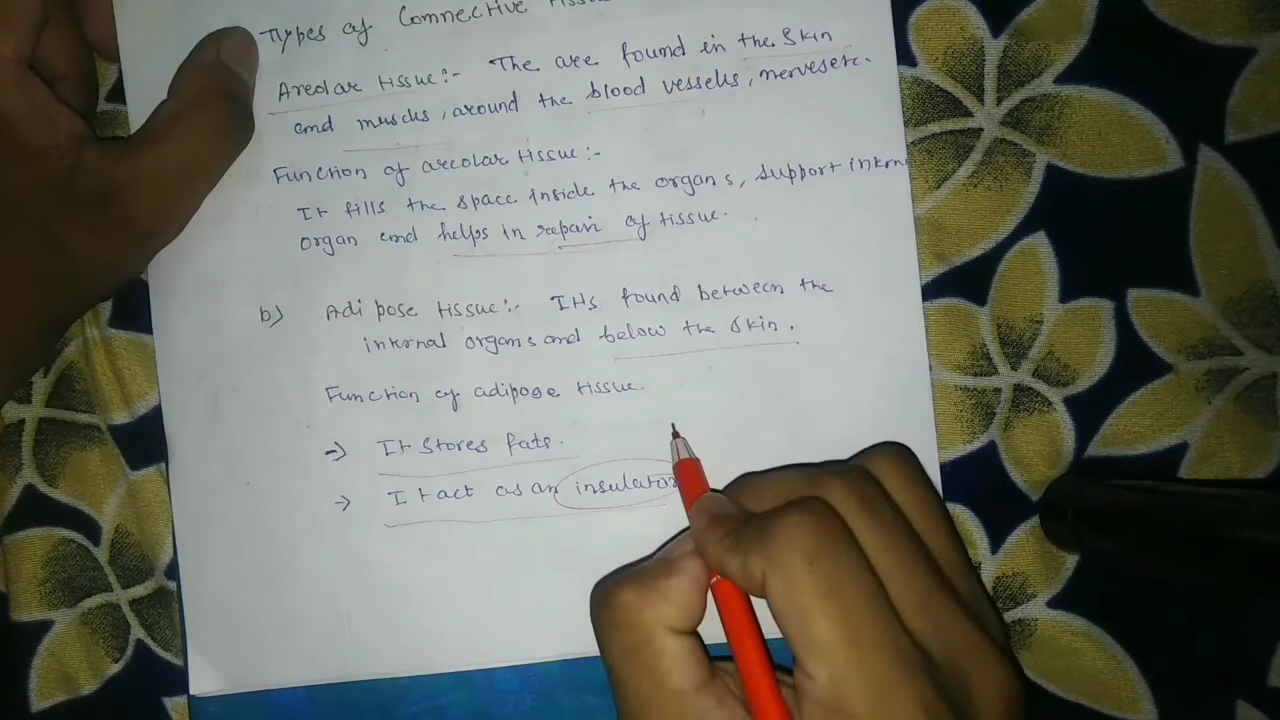 Types of Connective Tissue
Areolar tissue:- The are found in the Skin
and muscles, around the blood vessels, nerves etc.
Function of areolar tissue:-
It fills the space inside the organs, support intern
organ and helps in repair of tissue.
b) Adipose tissue:- It is found between the
internal organs and below the skin.
Function of adipose tissue.
-> It stores fats.
-> It act as an insulator